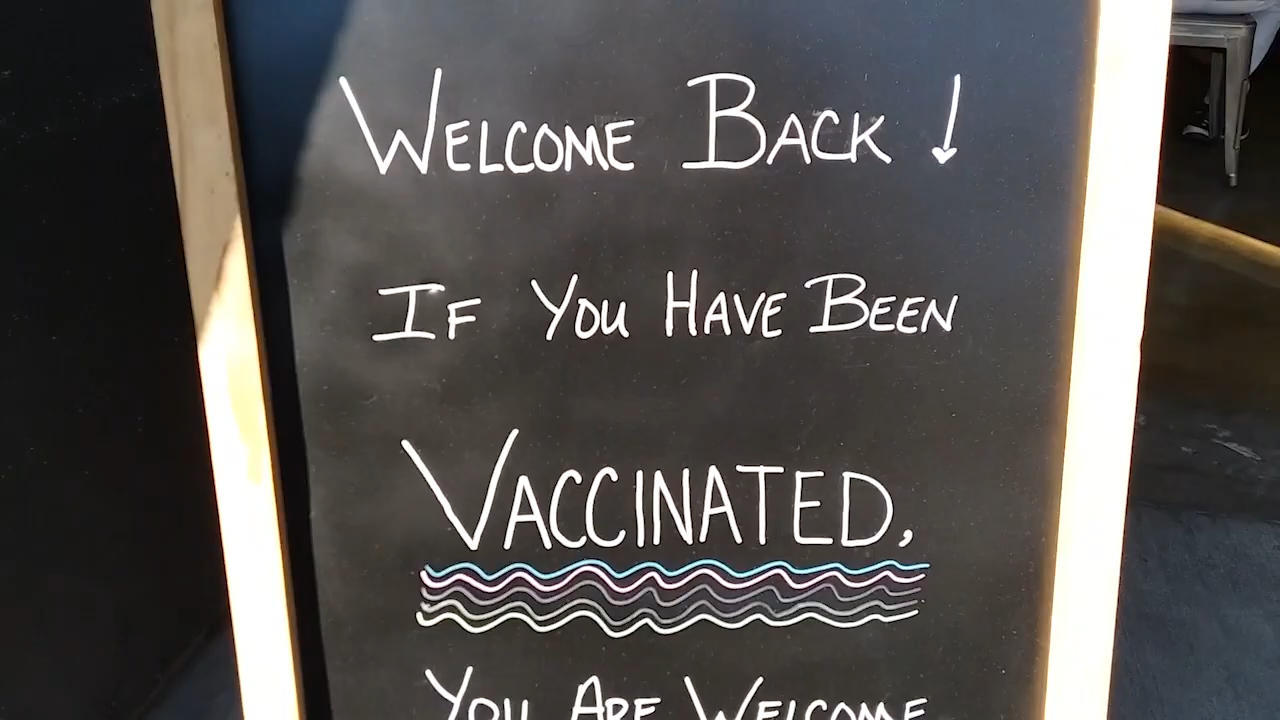 WELCOME BACK!
IF YOU HAVE BEEN
VACCINATED,
YOU ARE WELCOME